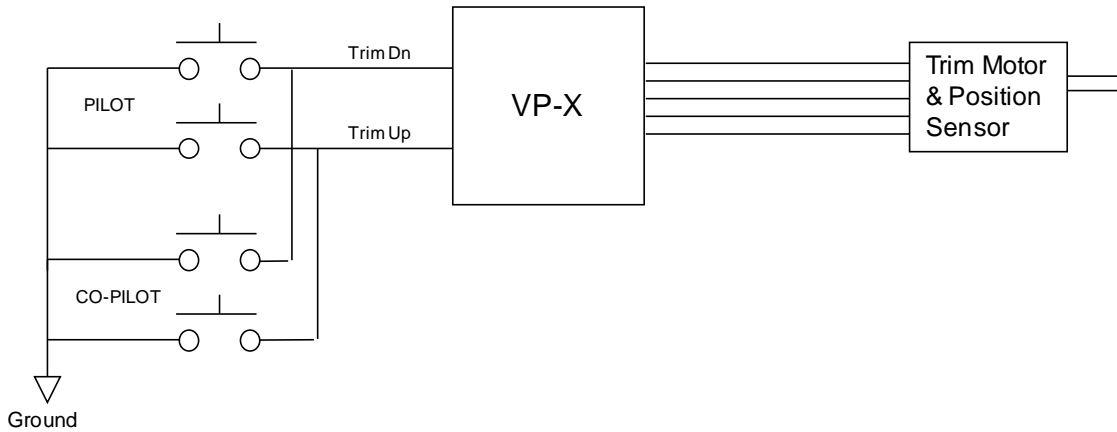 Trim Dn
PILOT
Trim Up
CO-PILOT
Ground
VP-X
Trim Motor
& Position
Sensor